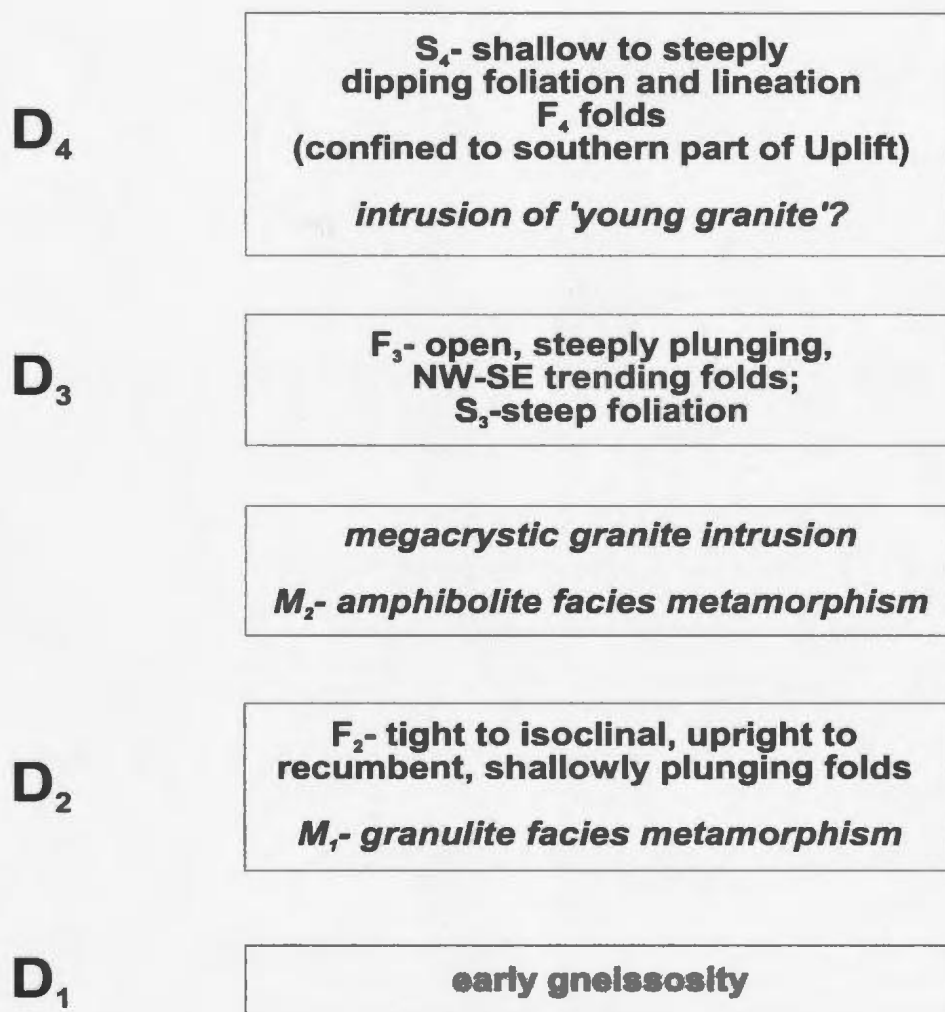 D₄
S₄- shallow to steeply
dipping foliation and lineation
F₄ folds
(confined to southern part of Uplift)
intrusion of 'young granite'?
D₃
F₃- open, steeply plunging,
NW-SE trending folds;
S₃-steep foliation
megacrystic granite intrusion
M₂- amphibolite facies metamorphism
D₂
F₂- tight to isoclinal, upright to
recumbent, shallowly plunging folds
M₁- granulite facies metamorphism
D₁
early gneissosity